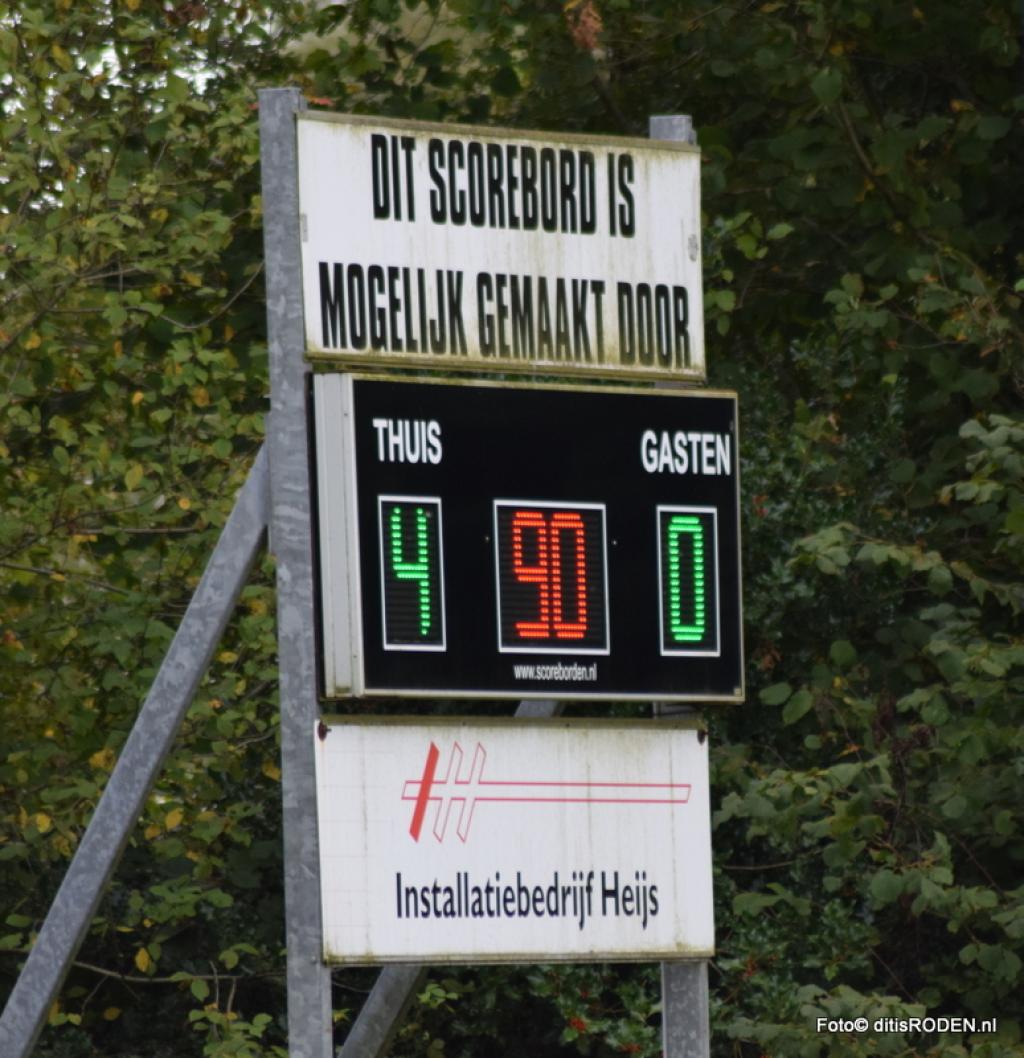 DIT SCOREBORD IS
MOGELIJK GEMAAKT DOOR
THUIS GASTEN
4 90 0
www.scoreborden.nl
Installatiebedrijf Heijs
Foto© ditisRODEN.nl